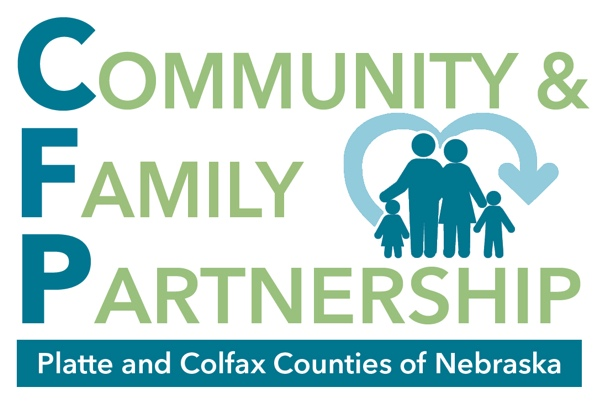 COMMUNITY &
FAMILY
PARTNERSHIP
Platte and Colfax Counties of Nebraska